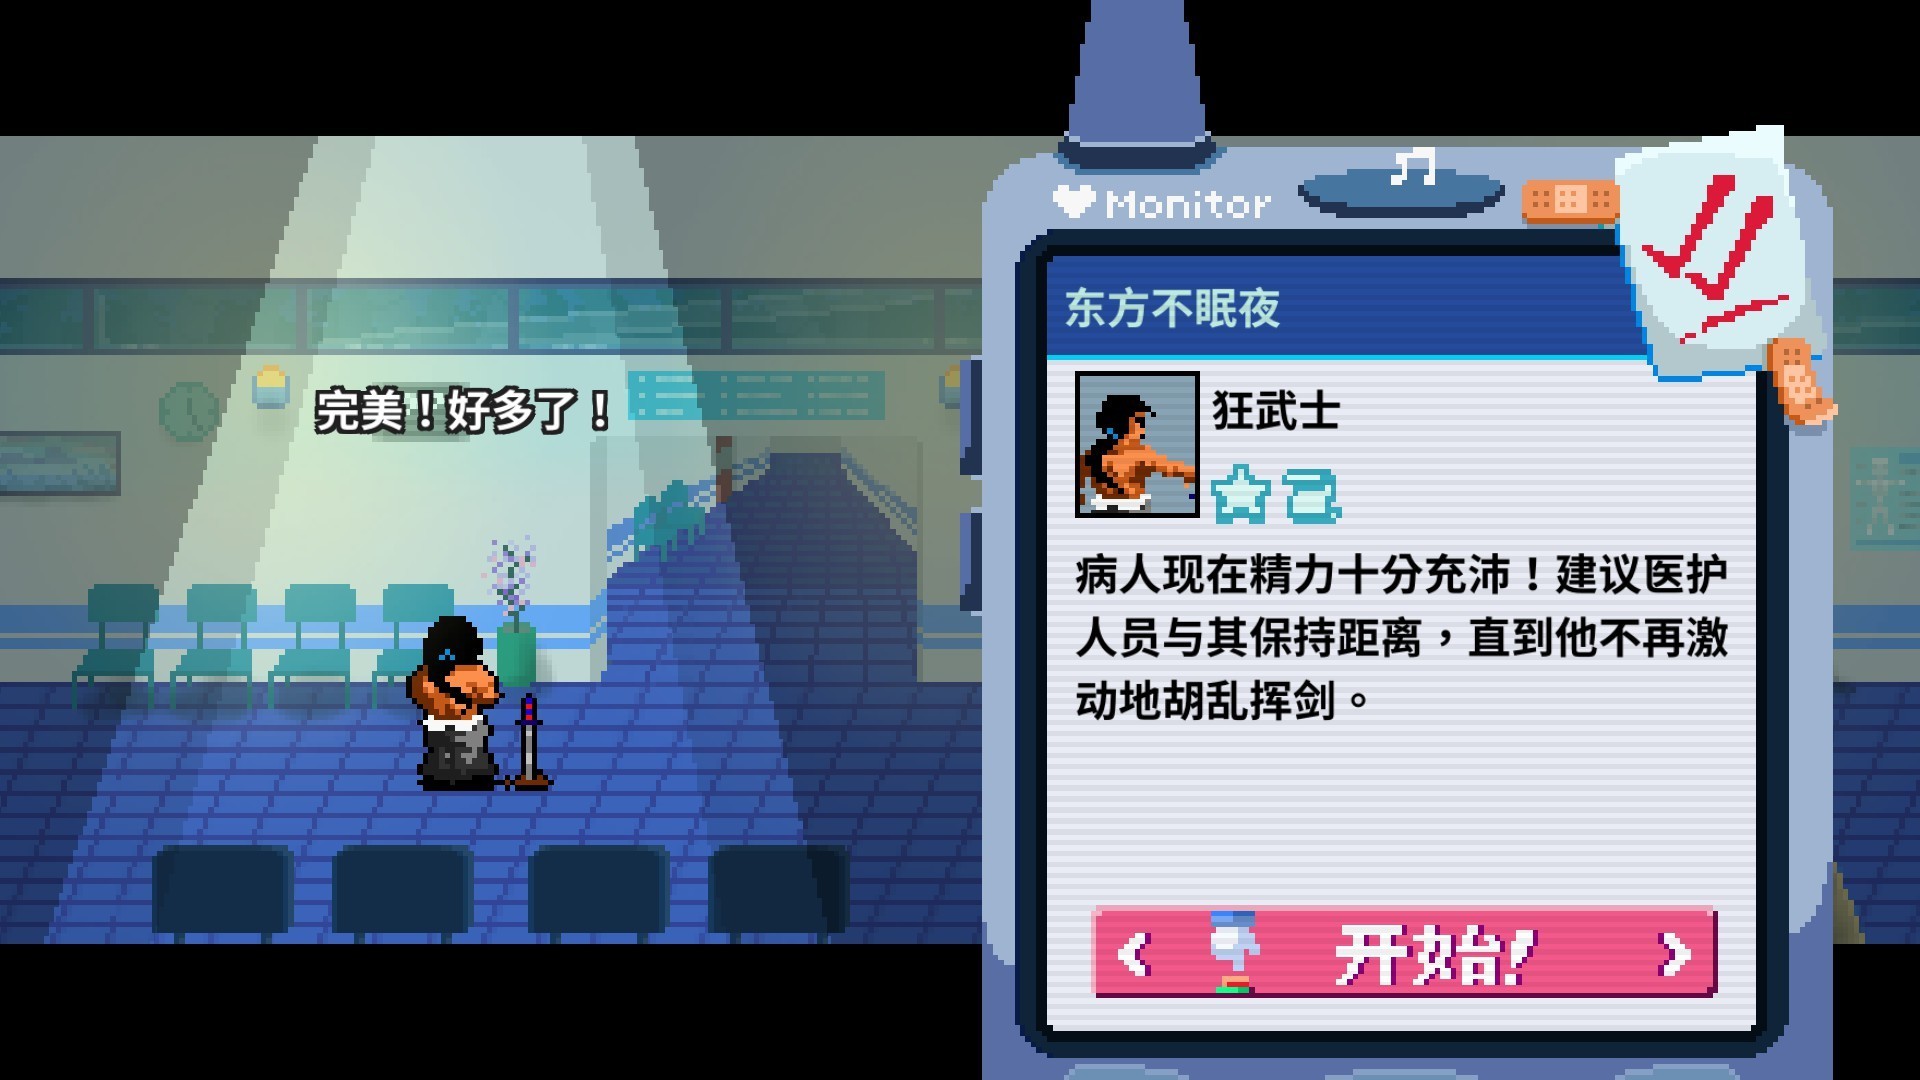 Monitor
东方不眠夜
完美！好多了！
狂武士
病人现在精力十分充沛！建议医护
人员与其保持距离，直到他不再激
动地胡乱挥剑。
开始！